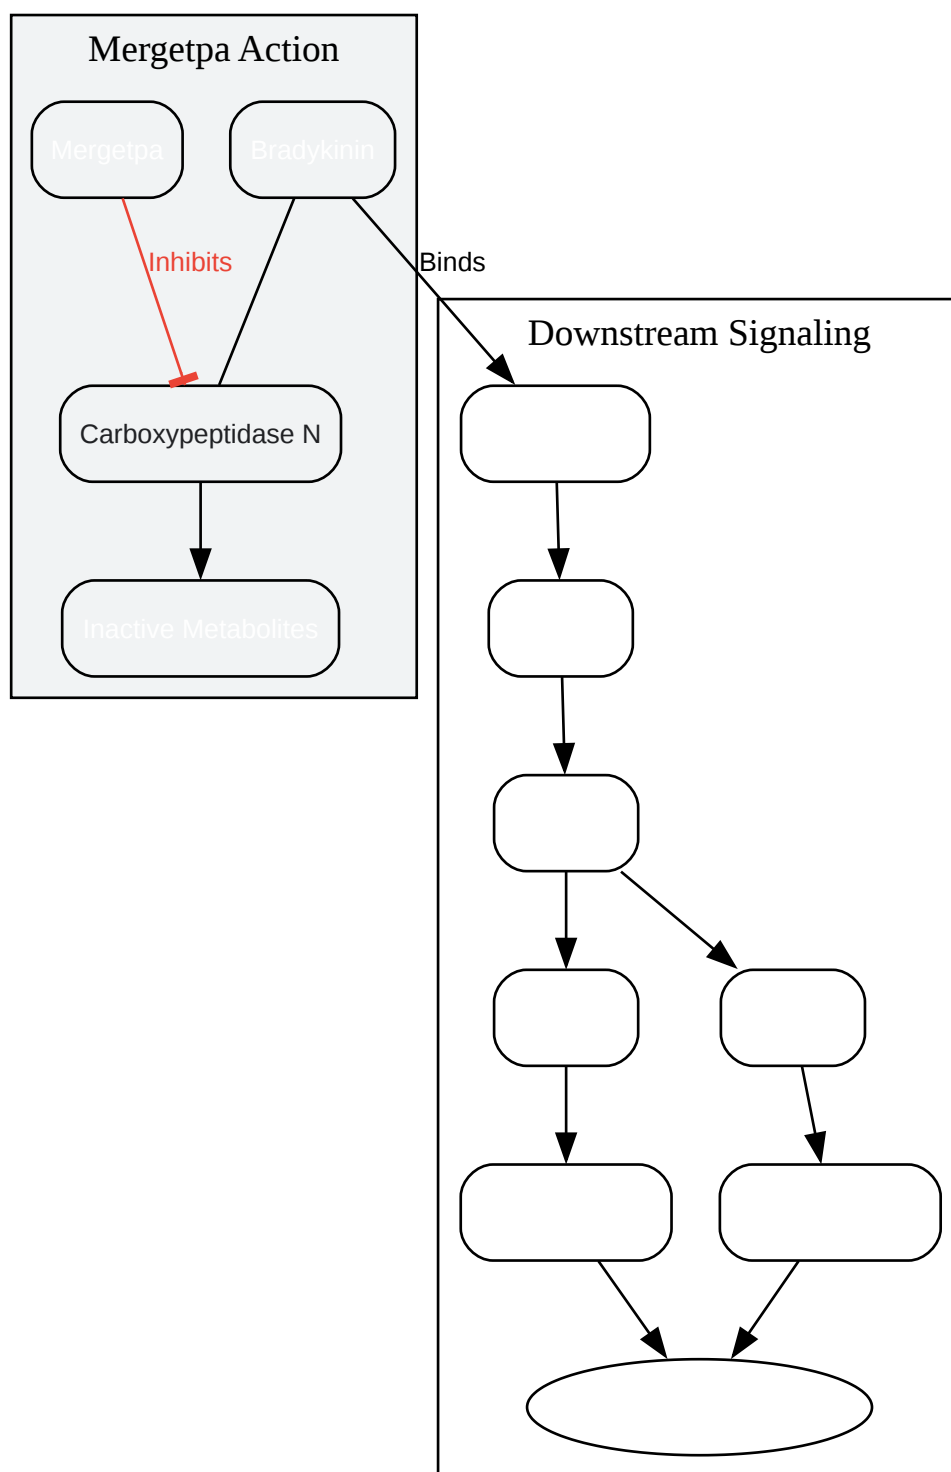 Mergetpa Action
Mergetpa
Bradykinin
Inhibits
Binds
Downstream Signaling
Carboxypeptidase N
Inactive Metabolites